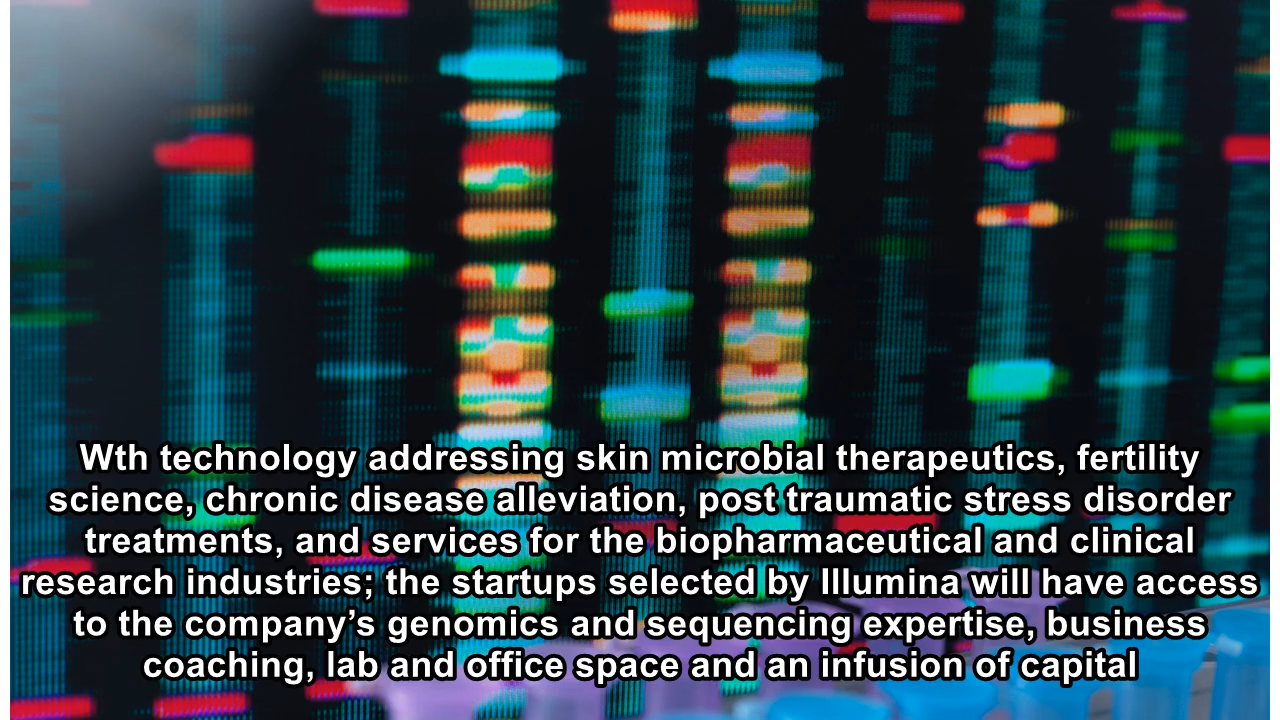 Wth technology addressing skin microbial therapeutics, fertility
science, chronic disease alleviation, post traumatic stress disorder
treatments, and services for the biopharmaceutical and clinical
research industries; the startups selected by Illumina will have access
to the company’s genomics and sequencing expertise, business
coaching, lab and office space and an infusion of capital